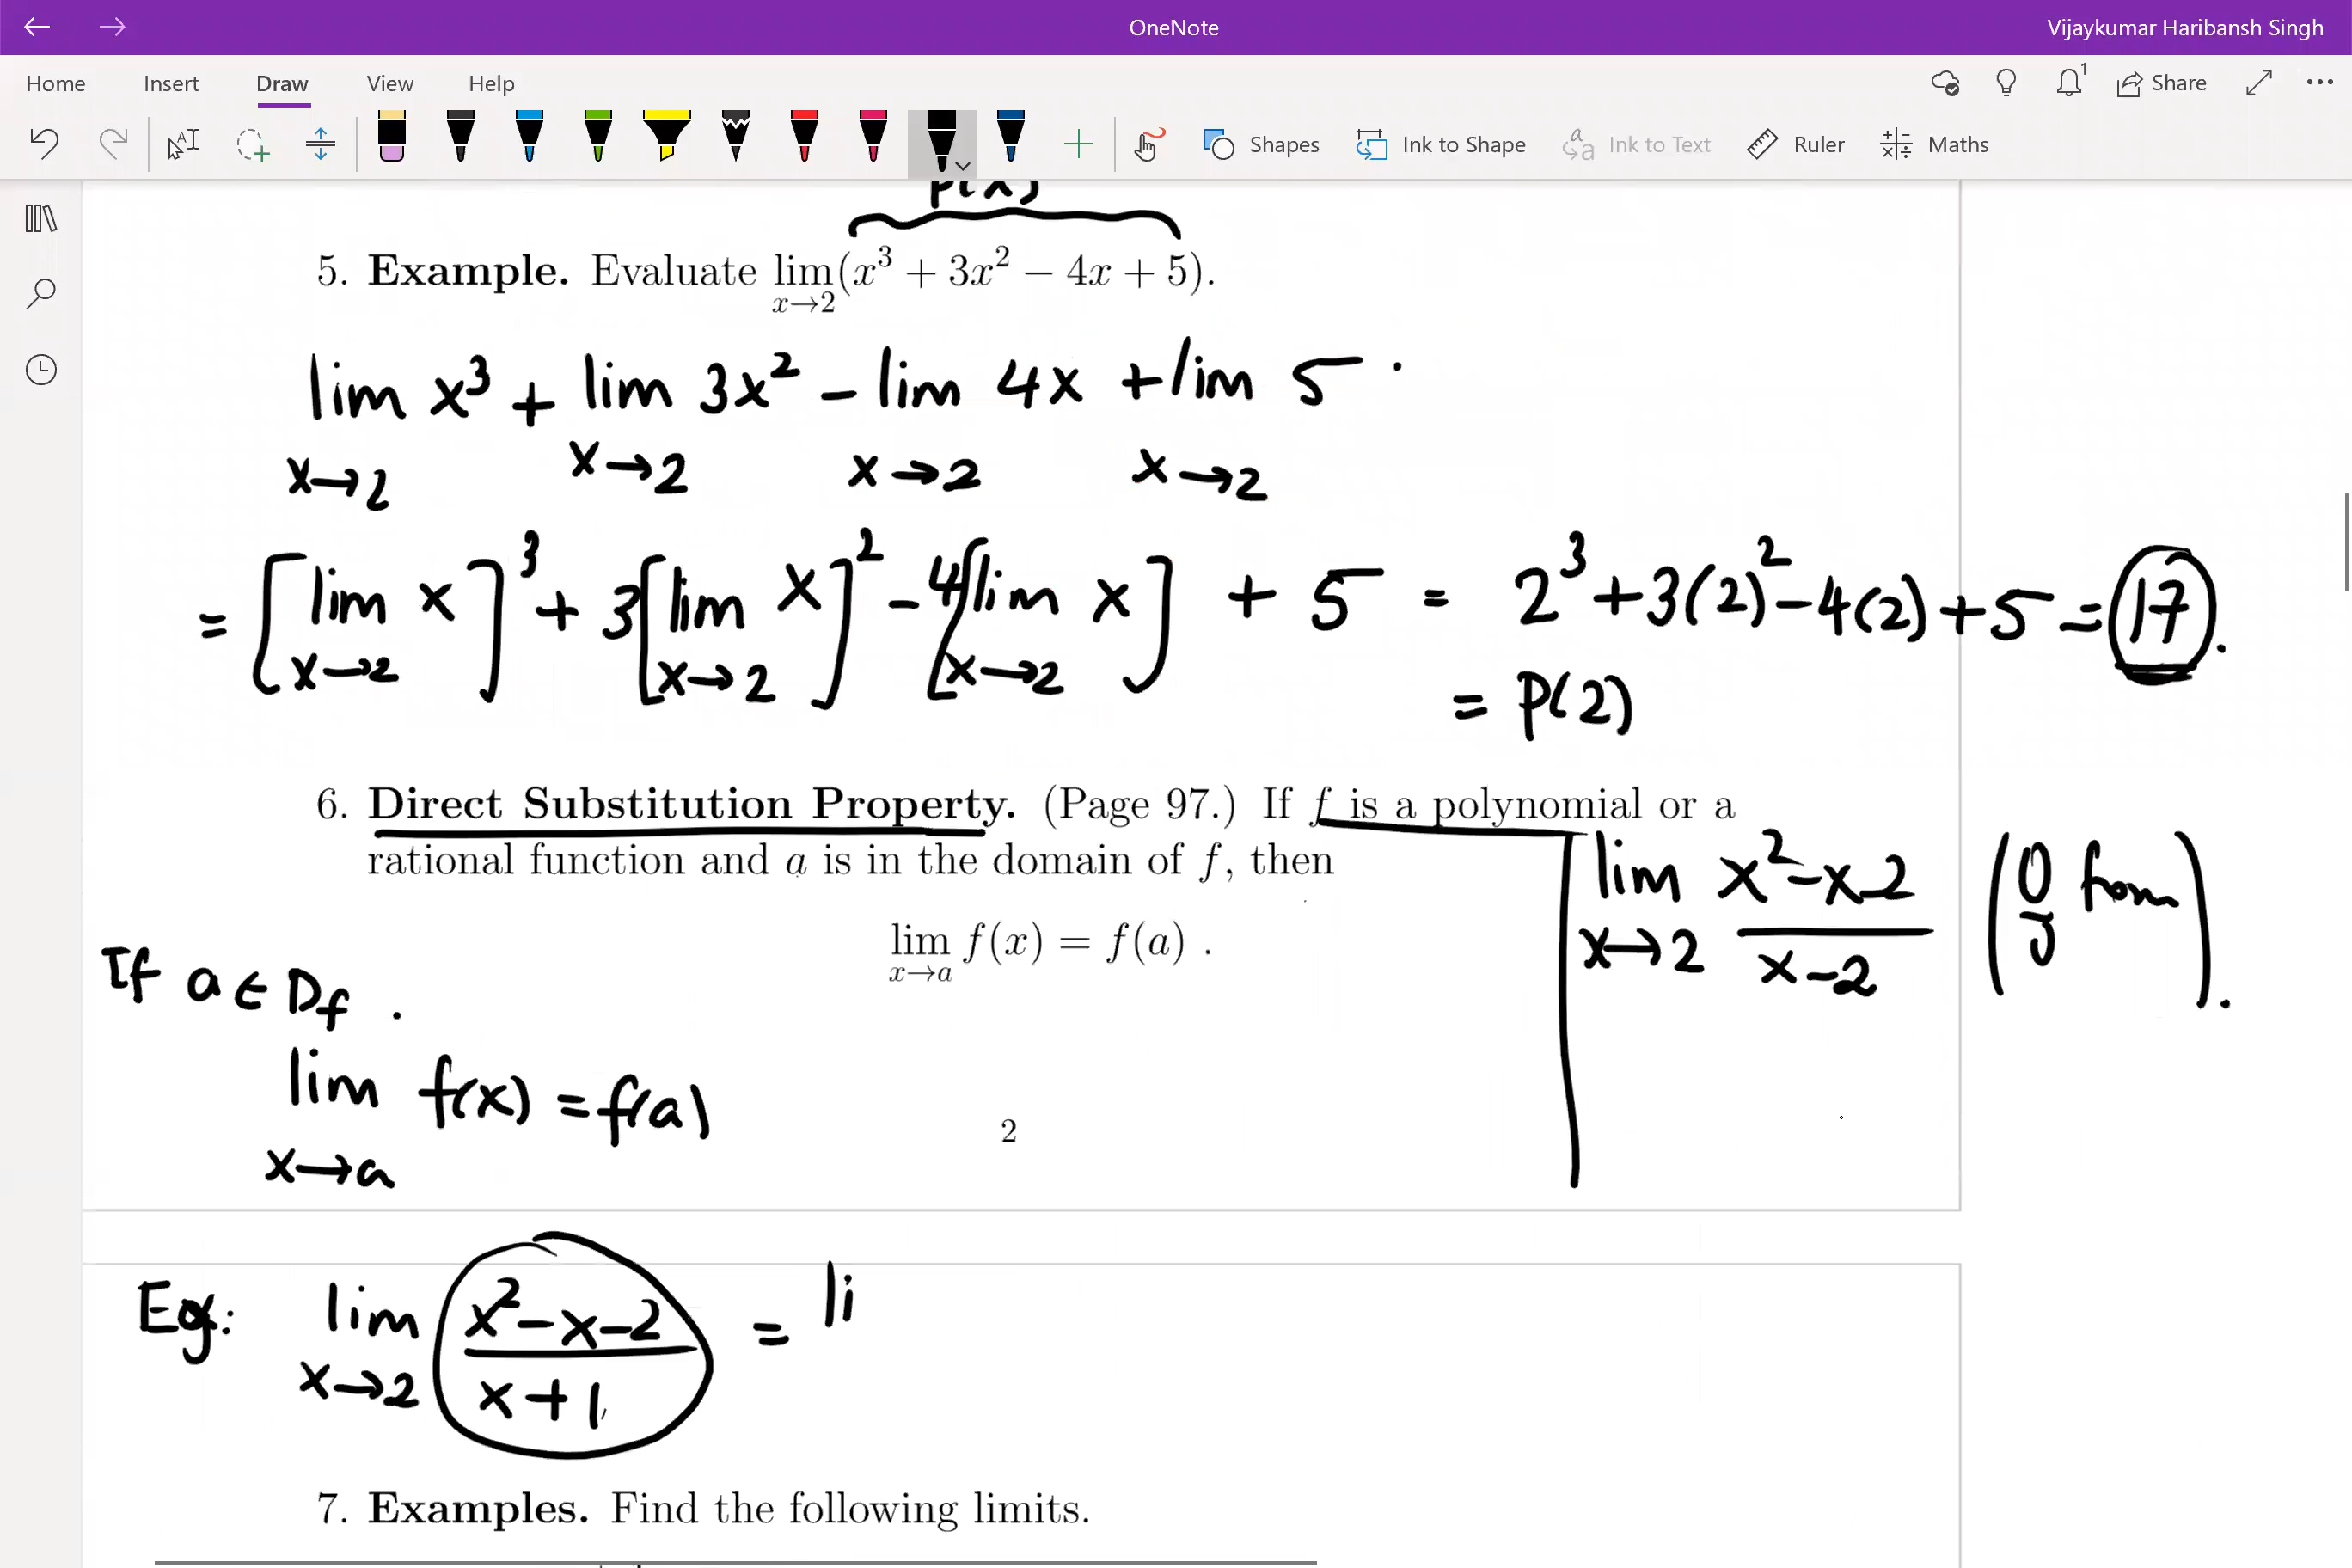 OneNote
Vijaykumar Haribansh Singh
Home Insert Draw View Help
1 Share
Shapes Ink to Shape Ink to Text Ruler Maths
p(x)
5. Example. Evaluate lim x→2 (x³ + 3x² − 4x + 5).
lim x³ + lim 3x² − lim 4x + lim 5 .
x→2 x→2 x→2 x→2
= [lim x]³ + 3[lim x]² − 4[lim x] + 5 = 2³ + 3(2)² − 4(2) + 5 = 17.
x→2 x→2 x→2
= P(2)
6. Direct Substitution Property. (Page 97.) If f is a polynomial or a
rational function and a is in the domain of f, then
lim x→a f(x) = f(a) .
lim x²−x-2 (0 from).
x→2 x−2
If a ∈ Df .
lim f(x) = f(a)
x→a
2
Eg: lim x²−x−2 = li
x→2 x+1
7. Examples. Find the following limits.